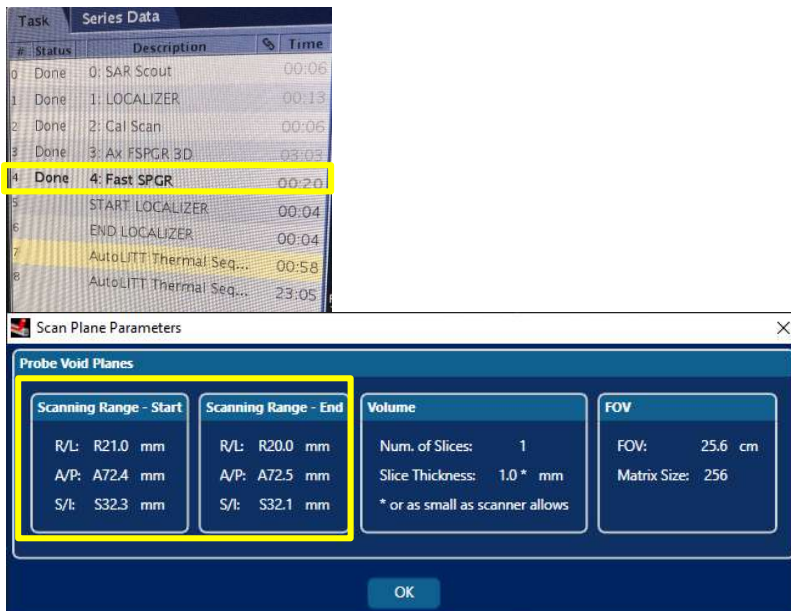 Task Series Data
# Status Description Time
0 Done 0: SAR Scout 00:06
1 Done 1: LOCALIZER 00:13
2 Done 2: Cal Scan 00:06
3 Done 3: Ax FSPGR 3D 03:03
4 Done 4: Fast SPGR 00:20
5 START LOCALIZER 00:04
6 END LOCALIZER 00:04
7 AutoLITT Thermal Seq... 00:58
8 AutoLITT Thermal Seq... 23:05
Scan Plane Parameters
Probe Void Planes
Scanning Range - Start Scanning Range - End Volume FOV
R/L: R21.0 mm R/L: R20.0 mm Num. of Slices: 1 FOV: 25.6 cm
A/P: A72.4 mm A/P: A72.5 mm Slice Thickness: 1.0 * mm Matrix Size: 256
S/I: S32.3 mm S/I: S32.1 mm * or as small as scanner allows
OK